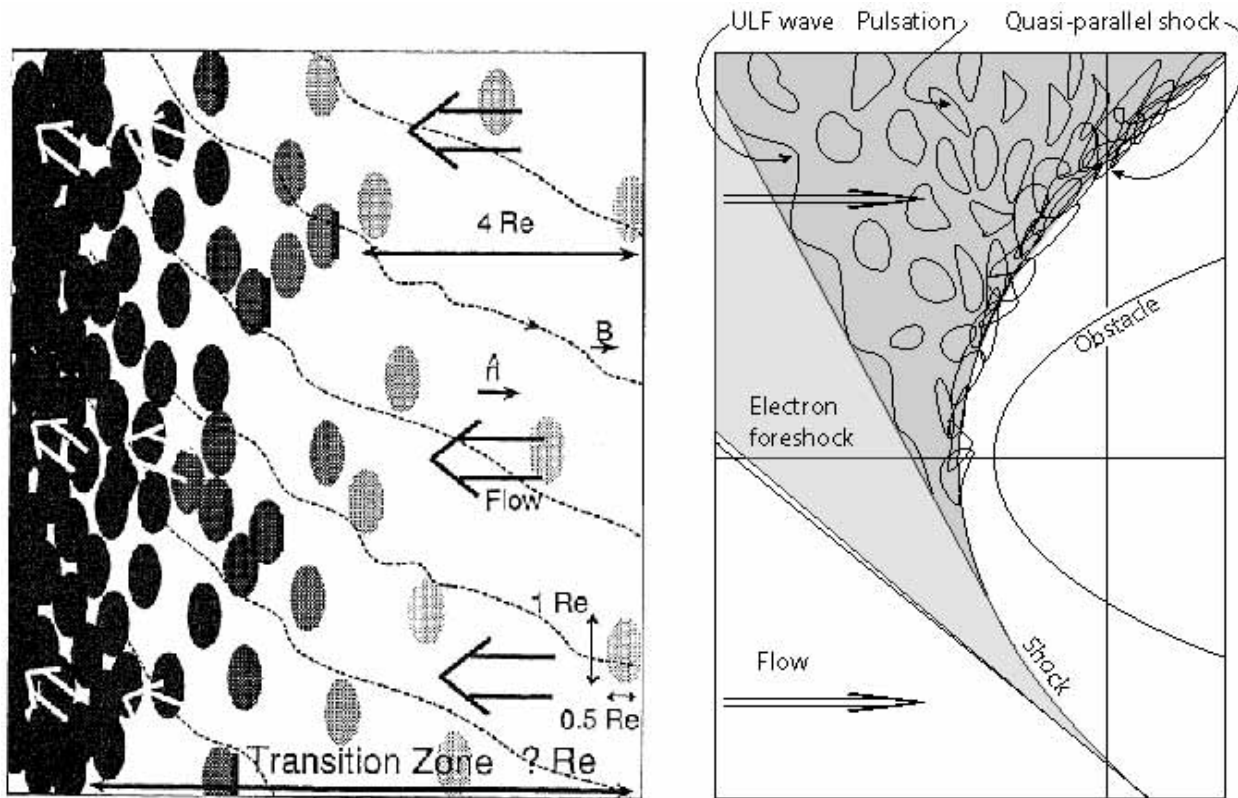 4 Re
B
A
Flow
1 Re
0.5 Re
Transition Zone ? Re
ULF wave
Pulsation
Quasi-parallel shock
Obstacle
Electron
foreshock
Flow
Shock